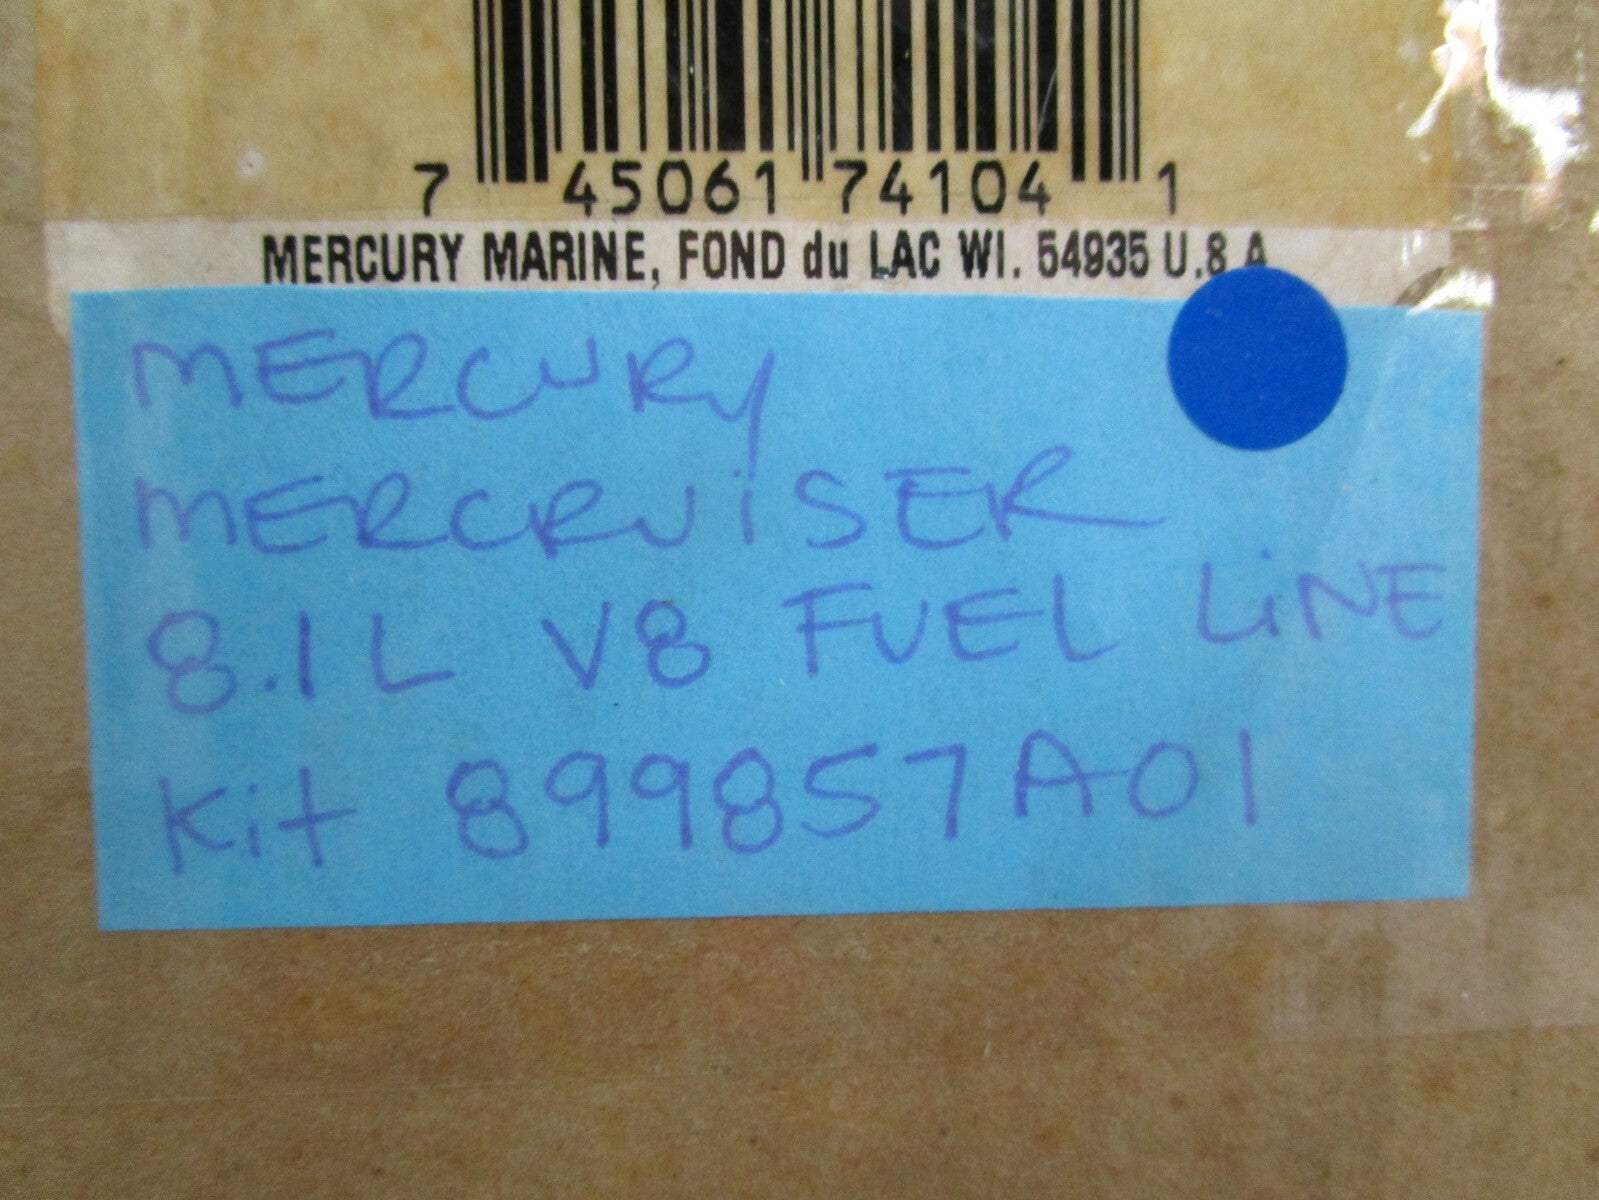 7 45061 74104 1
MERCURY MARINE, FOND du LAC WI. 54935 U.S A
MERCURY
MERCRUiSER
8.1L V8 FUEL LiNE
Kit 899857A01